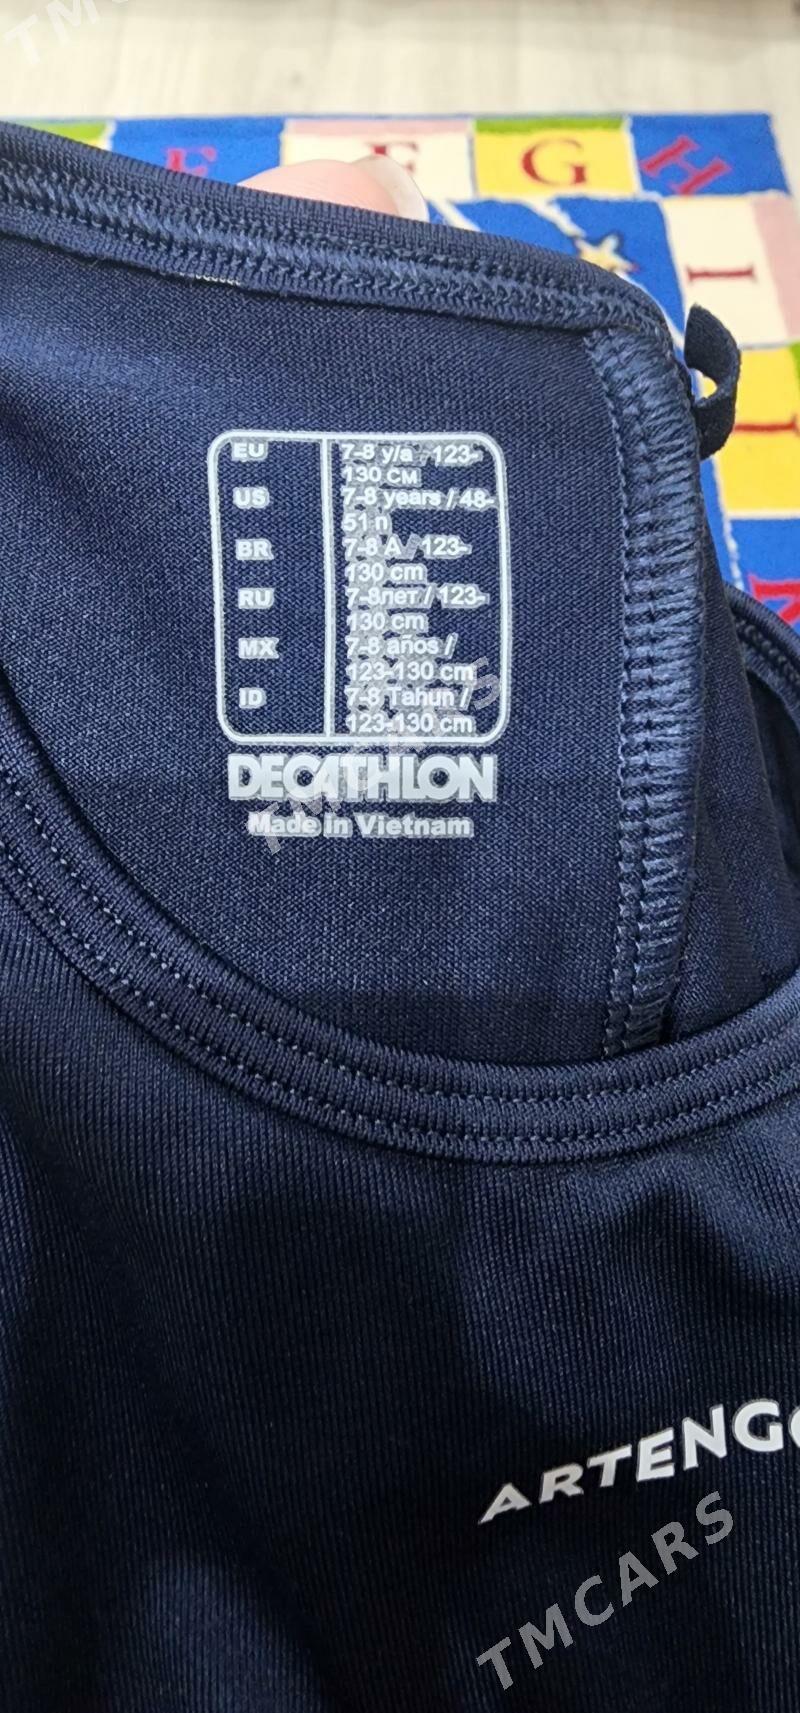 TMCARS
E F G H
I
J
K
EU 7-8 y/a / 123-
130 CM
US 7-8 years / 48-
51 n
BR 7-8 A / 123-
130 cm
RU 7-8лет / 123-
130 cm
MX 7-8 años /
123-130 cm
ID 7-8 Tahun /
123-130 cm
DECATHLON
Made in Vietnam
TMCARS
ARTENGO
TMCARS